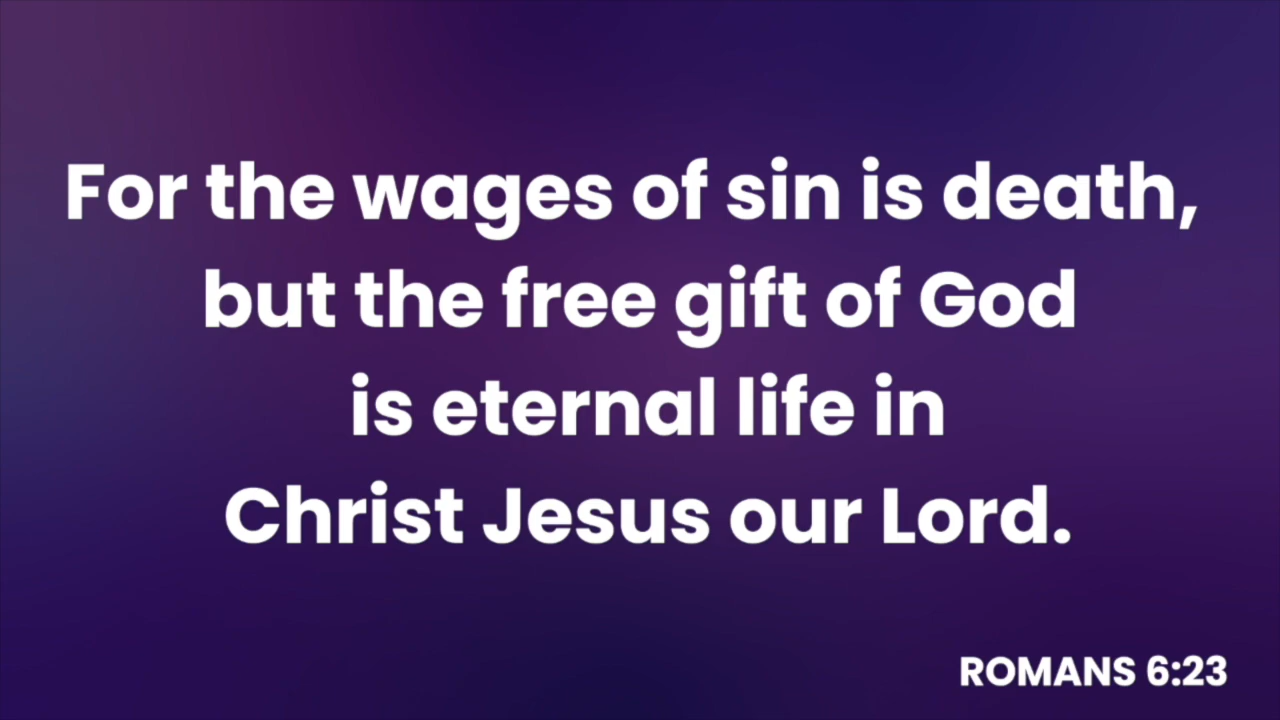 For the wages of sin is death,
but the free gift of God
is eternal life in
Christ Jesus our Lord.
ROMANS 6:23